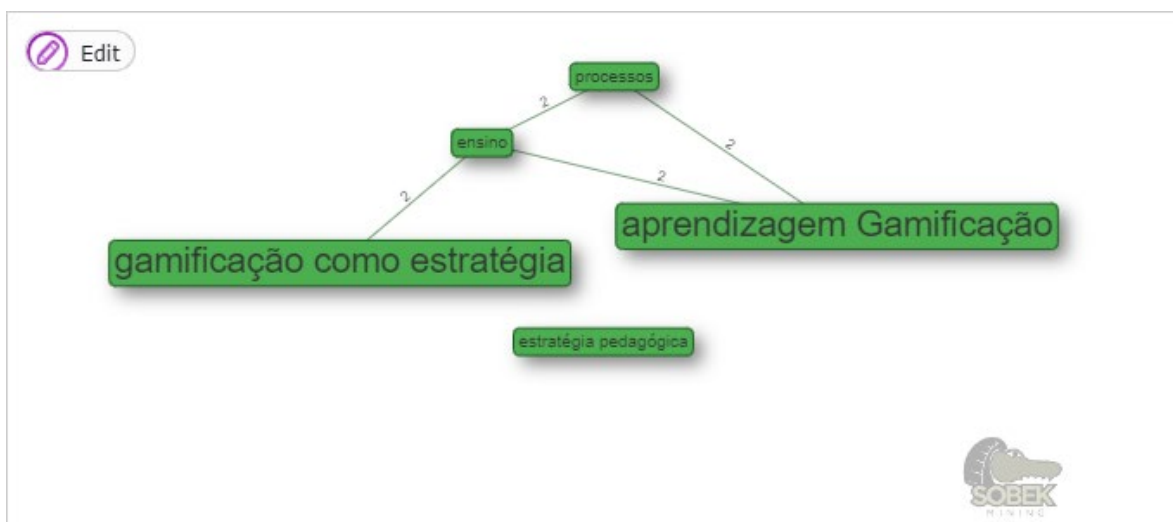 Edit
processos
2
2
ensino
2
2
aprendizagem Gamificação
gamificação como estratégia
estratégia pedagógica
SOBEK
MINING